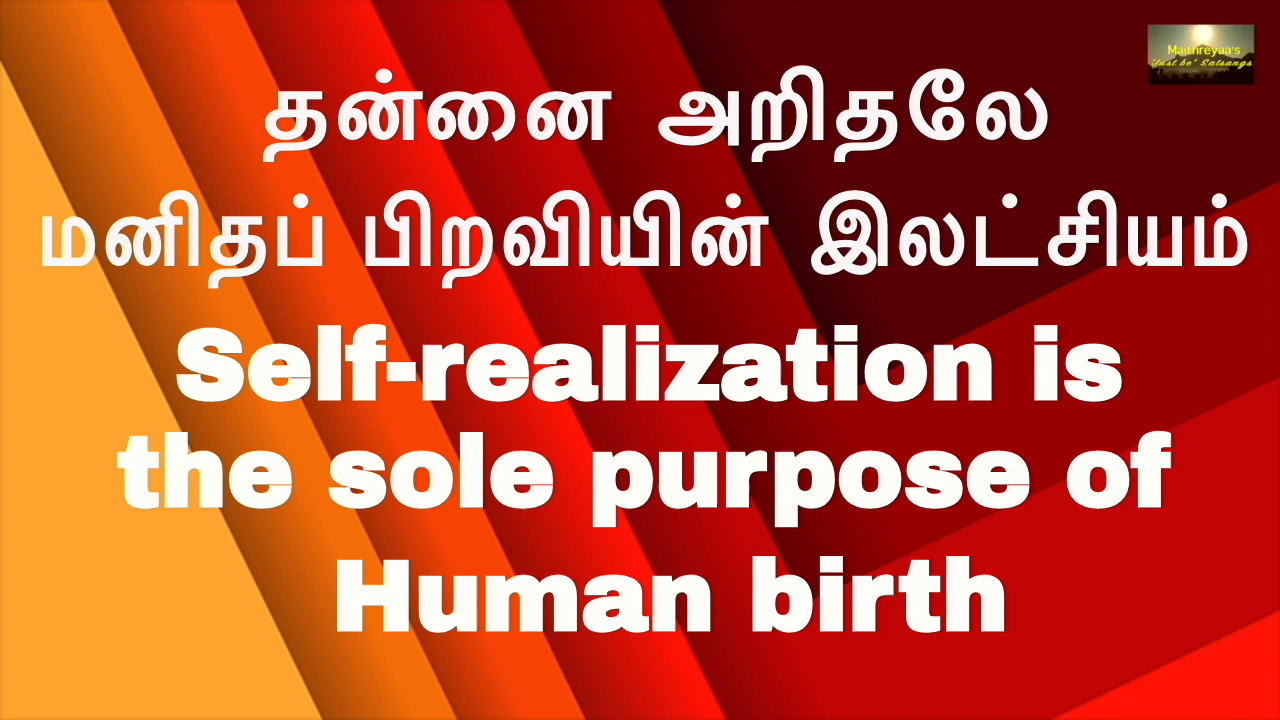 Maithreyaa's
"Just be" Satsangs
தன்னை அறிதலே
மனிதப் பிறவியின் இலட்சியம்
Self-realization is
the sole purpose of
Human birth